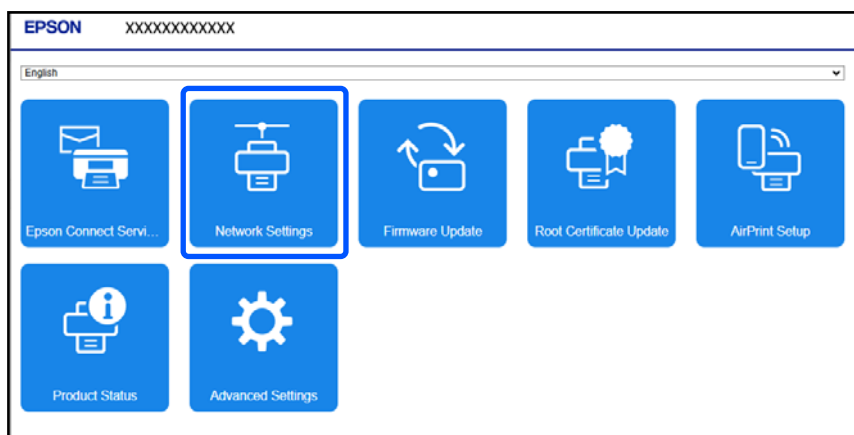 EPSON XXXXXXXXXXXX
English
Epson Connect Servi... Network Settings Firmware Update Root Certificate Update AirPrint Setup
Product Status Advanced Settings